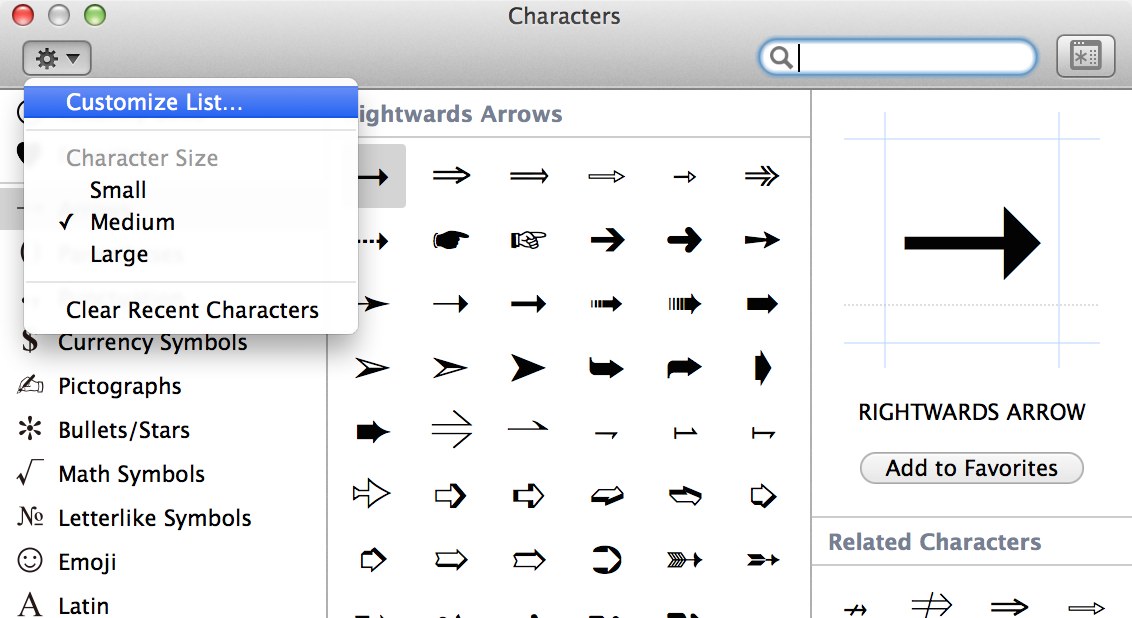 Characters
Customize List...
Character Size
Small
✓ Medium
Large
Clear Recent Characters
Currency Symbols
Pictographs
Bullets/Stars
Math Symbols
Letterlike Symbols
Emoji
Latin
ightwards Arrows
RIGHTWARDS ARROW
Add to Favorites
Related Characters